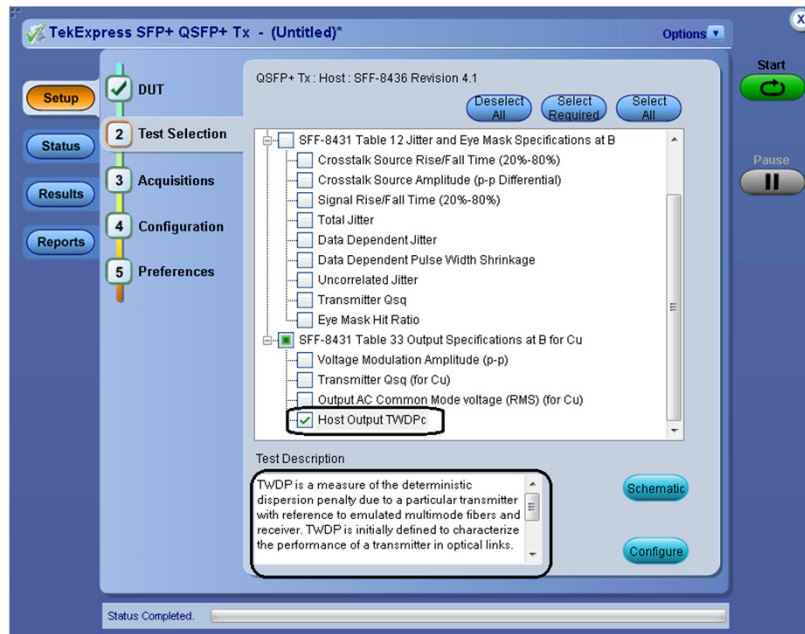 TekExpress SFP+ QSFP+ Tx - (Untitled)*
Options
Start
Pause
Setup
Status
Results
Reports
DUT
2 Test Selection
3 Acquisitions
4 Configuration
5 Preferences
QSFP+ Tx : Host : SFF-8436 Revision 4.1
Deselect All
Select Required
Select All
SFF-8431 Table 12 Jitter and Eye Mask Specifications at B
Crosstalk Source Rise/Fall Time (20%-80%)
Crosstalk Source Amplitude (p-p Differential)
Signal Rise/Fall Time (20%-80%)
Total Jitter
Data Dependent Jitter
Data Dependent Pulse Width Shrinkage
Uncorrelated Jitter
Transmitter Qsq
Eye Mask Hit Ratio
SFF-8431 Table 33 Output Specifications at B for Cu
Voltage Modulation Amplitude (p-p)
Transmitter Qsq (for Cu)
Output AC Common Mode voltage (RMS) (for Cu)
Host Output TWDPc
Test Description
TWDP is a measure of the deterministic
dispersion penalty due to a particular transmitter
with reference to emulated multimode fibers and
receiver. TWDP is initially defined to characterize
the performance of a transmitter in optical links.
Schematic
Configure
Status Completed.